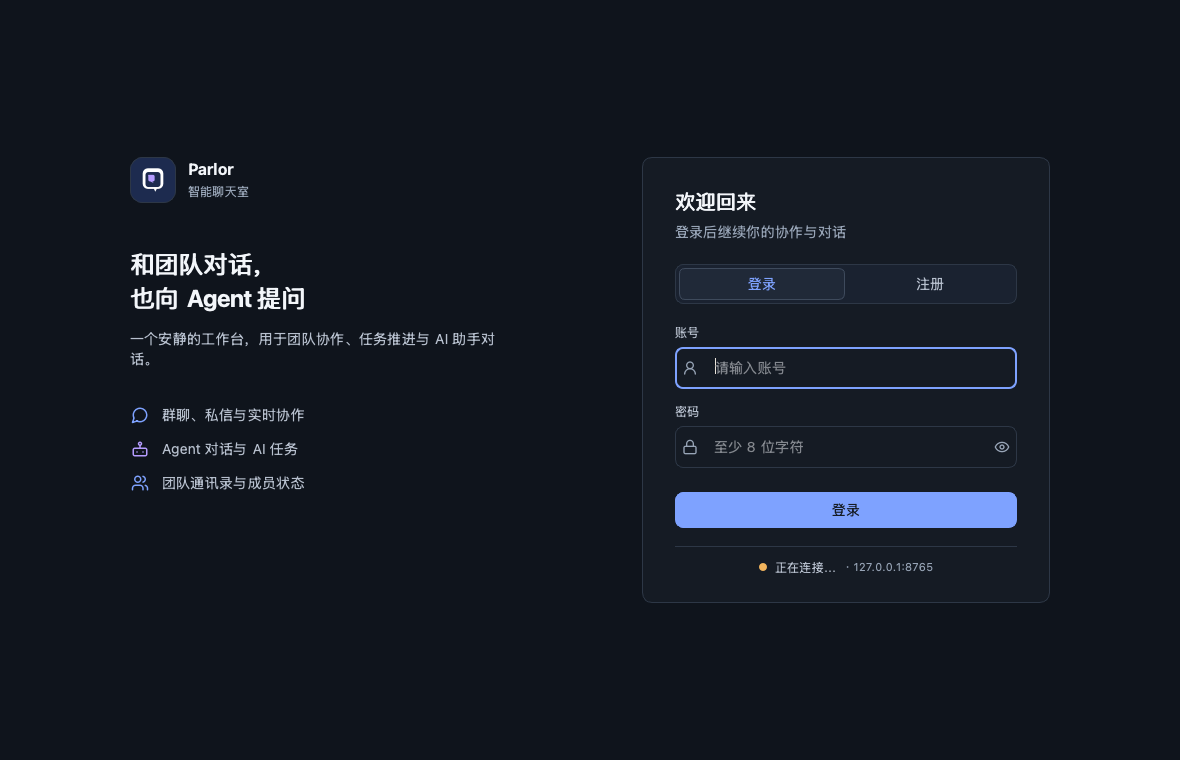 Parlor
智能聊天室
和团队对话，
也向 Agent 提问
一个安静的工作台，用于团队协作、任务推进与 AI 助手对
话。
群聊、私信与实时协作
Agent 对话与 AI 任务
团队通讯录与成员状态
欢迎回来
登录后继续你的协作与对话
登录 注册
账号
请输入账号
密码
至少 8 位字符
登录
正在连接... · 127.0.0.1:8765